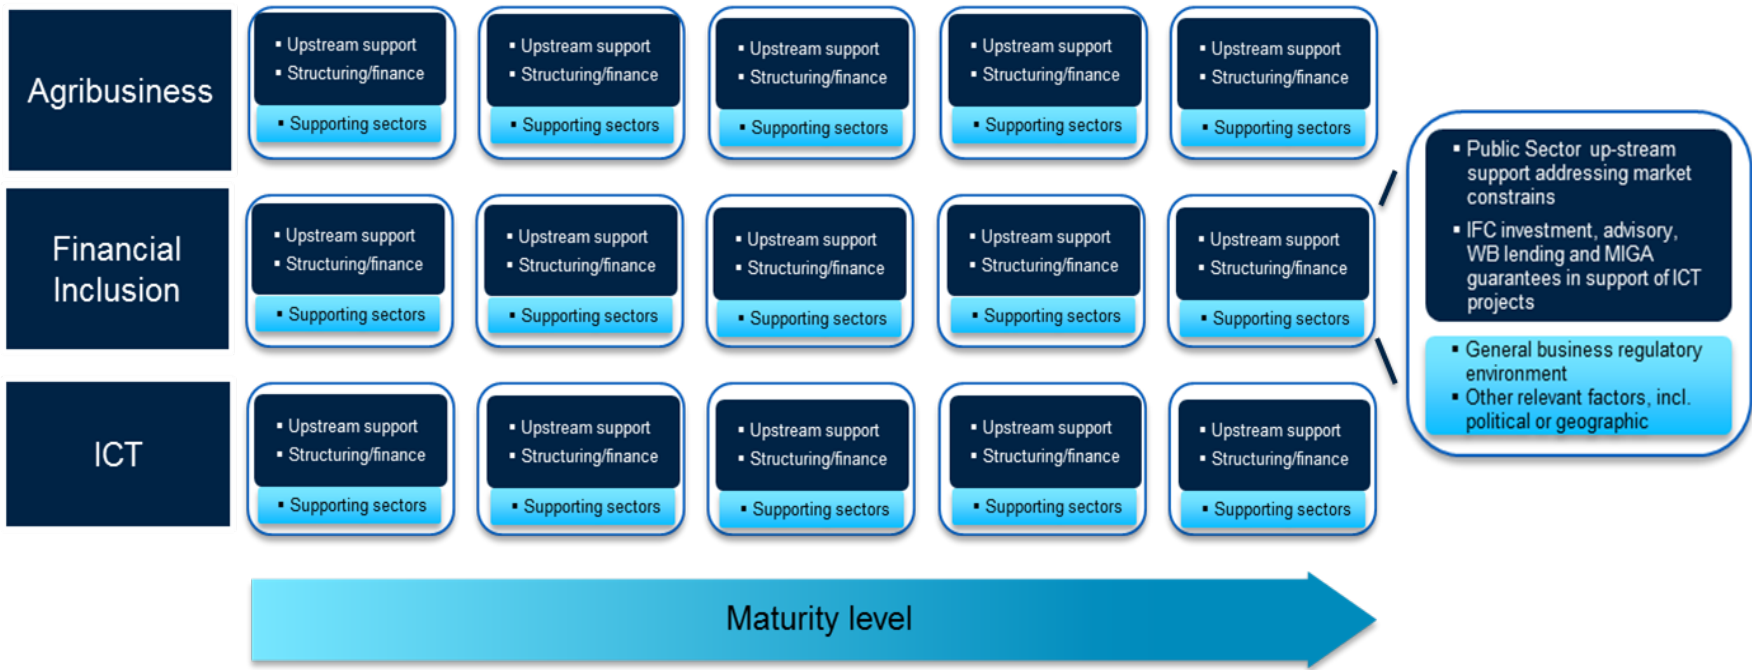 Agribusiness
▪ Upstream support
▪ Structuring/finance
▪ Supporting sectors
▪ Upstream support
▪ Structuring/finance
▪ Supporting sectors
▪ Upstream support
▪ Structuring/finance
▪ Supporting sectors
▪ Upstream support
▪ Structuring/finance
▪ Supporting sectors
▪ Upstream support
▪ Structuring/finance
▪ Supporting sectors
Financial
Inclusion
▪ Upstream support
▪ Structuring/finance
▪ Supporting sectors
▪ Upstream support
▪ Structuring/finance
▪ Supporting sectors
▪ Upstream support
▪ Structuring/finance
▪ Supporting sectors
▪ Upstream support
▪ Structuring/finance
▪ Supporting sectors
▪ Upstream support
▪ Structuring/finance
▪ Supporting sectors
▪ Public Sector up-stream
support addressing market
constrains
▪ IFC investment, advisory,
WB lending and MIGA
guarantees in support of ICT
projects
▪ General business regulatory
environment
▪ Other relevant factors, incl.
political or geographic
ICT
▪ Upstream support
▪ Structuring/finance
▪ Supporting sectors
▪ Upstream support
▪ Structuring/finance
▪ Supporting sectors
▪ Upstream support
▪ Structuring/finance
▪ Supporting sectors
▪ Upstream support
▪ Structuring/finance
▪ Supporting sectors
▪ Upstream support
▪ Structuring/finance
▪ Supporting sectors
Maturity level